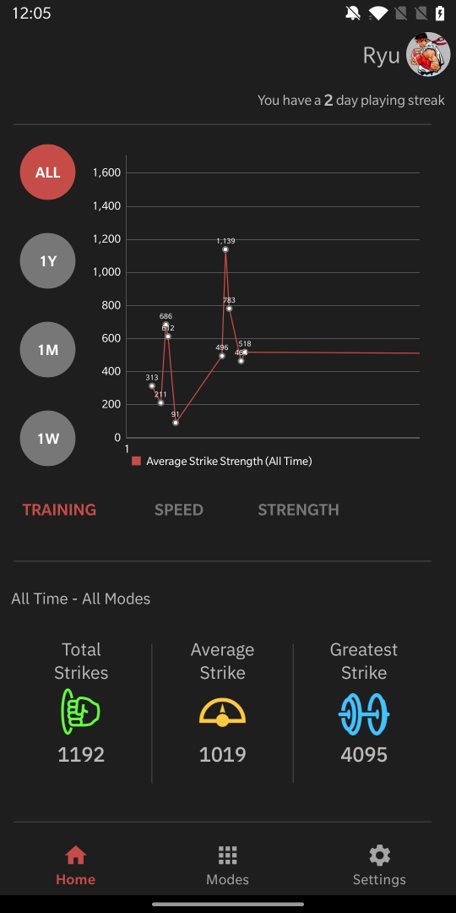 12:05
Ryu
You have a 2 day playing streak
ALL
1Y
1M
1W
1,600
1,400
1,200
1,000
800
600
400
200
0
1
313
211
686
612
91
496
1,139
783
518
Average Strike Strength (All Time)
TRAINING SPEED STRENGTH
All Time - All Modes
Total Strikes
1192
Average Strike
1019
Greatest Strike
4095
Home Modes Settings